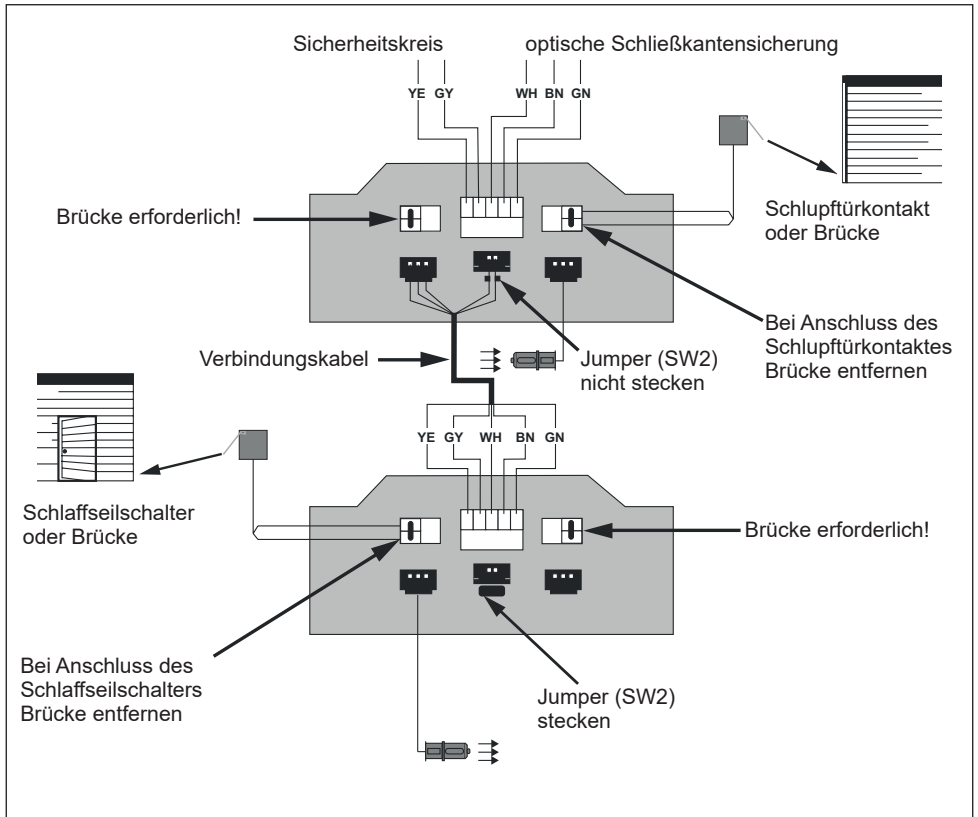 Sicherheitskreis
optische Schließkantensicherung
YE GY
WH BN GN
Brücke erforderlich!
Schlupftürkontakt
oder Brücke
Bei Anschluss des
Schlupftürkontaktes
Brücke entfernen
Verbindungskabel
Jumper (SW2)
nicht stecken
YE GY WH BN GN
Schlaffseilschalter
oder Brücke
Brücke erforderlich!
Bei Anschluss des
Schlaffseilschalters
Brücke entfernen
Jumper (SW2)
stecken